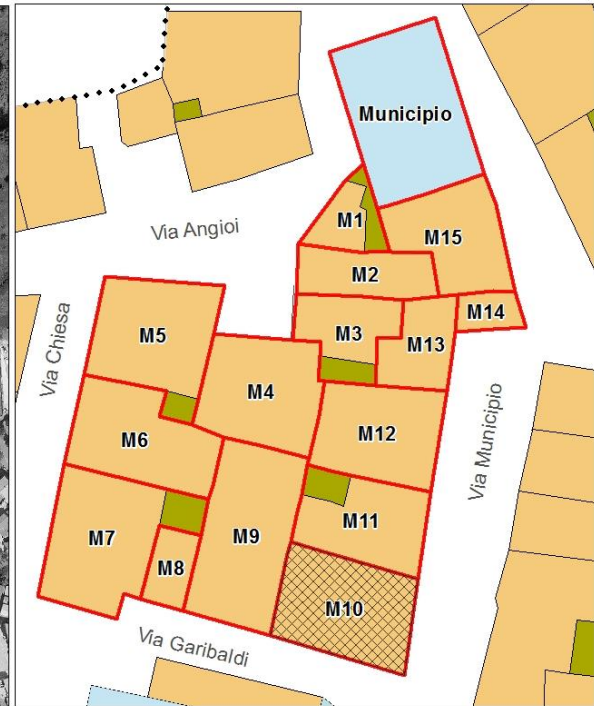 Municipio
M1
Via Angioi
M15
M2
M14
M5
Via Chiesa
M3
M13
M4
M12
Via Municipio
M6
M11
M7
M9
M8
M10
Via Garibaldi